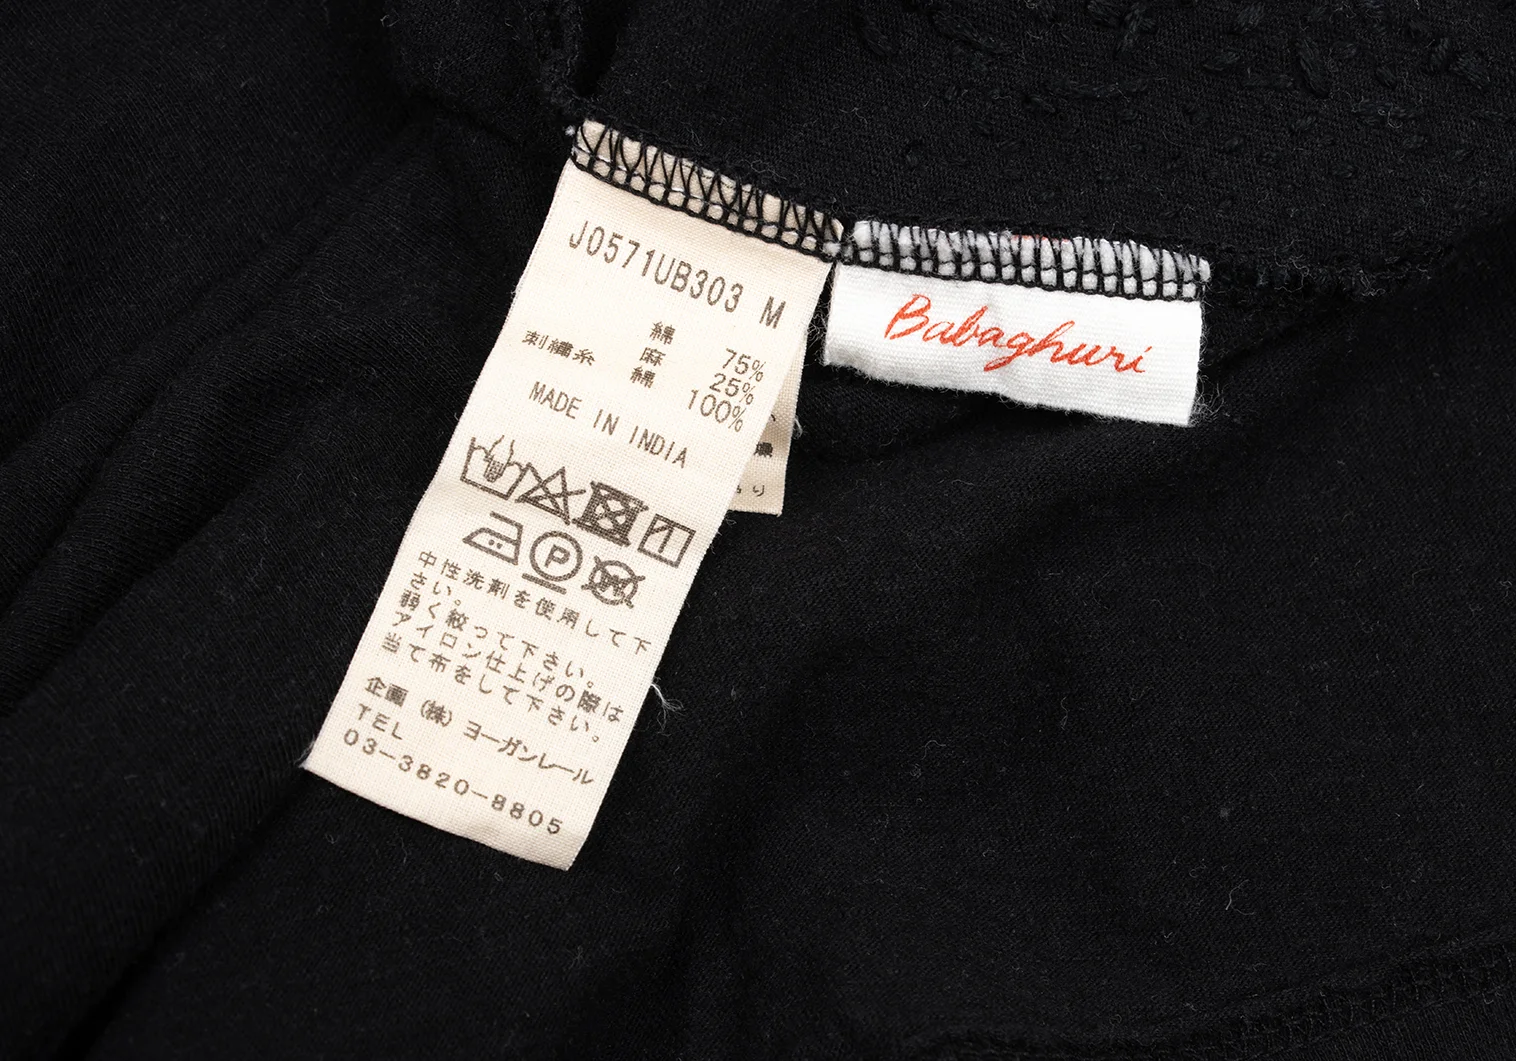 J0571UB303 M
綿 75%
麻 25%
刺繍糸 綿 100%
MADE IN INDIA
中性洗剤を使用して下
さい。
弱く絞って下さい。
アイロン仕上げの際は
当て布をして下さい。
企画 (株)ヨーガンレール
TEL
03-3820-8805
Babaghuri